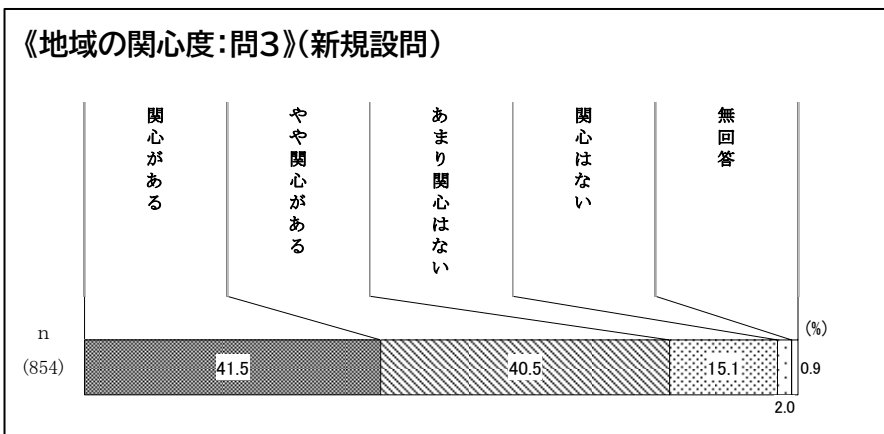 《地域の関心度：問３》（新規設問）
関心がある
やや関心がある
あまり関心はない
関心はない
無回答
(%)
n
(854)
41.5
40.5
15.1
2.0
0.9